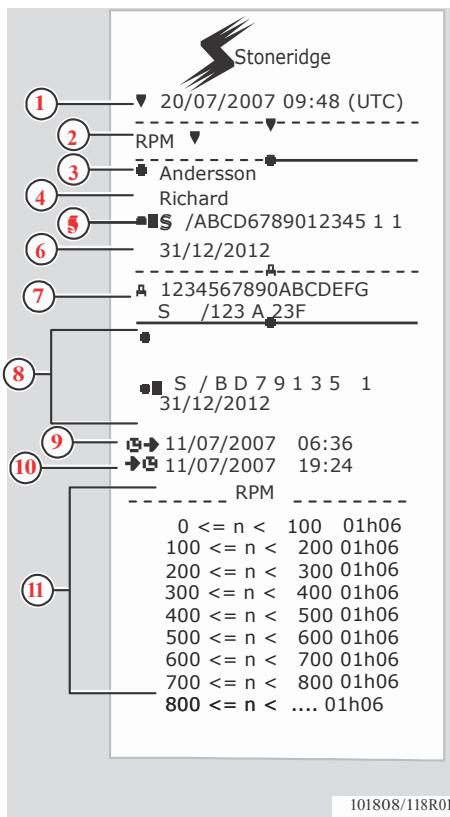 Stoneridge
1 20/07/2007 09:48 (UTC)
2 RPM
3 Andersson
4 Richard
5 S /ABCD6789012345 1 1
6 31/12/2012
7 1234567890ABCDEFG
S /123 A 23F
8
S / B D 7 9 1 3 5 1
31/12/2012
9 11/07/2007 06:36
10 11/07/2007 19:24
RPM
11
0 <= n < 100 01h06
100 <= n < 200 01h06
200 <= n < 300 01h06
300 <= n < 400 01h06
400 <= n < 500 01h06
500 <= n < 600 01h06
600 <= n < 700 01h06
700 <= n < 800 01h06
800 <= n < .... 01h06
101808/118R01